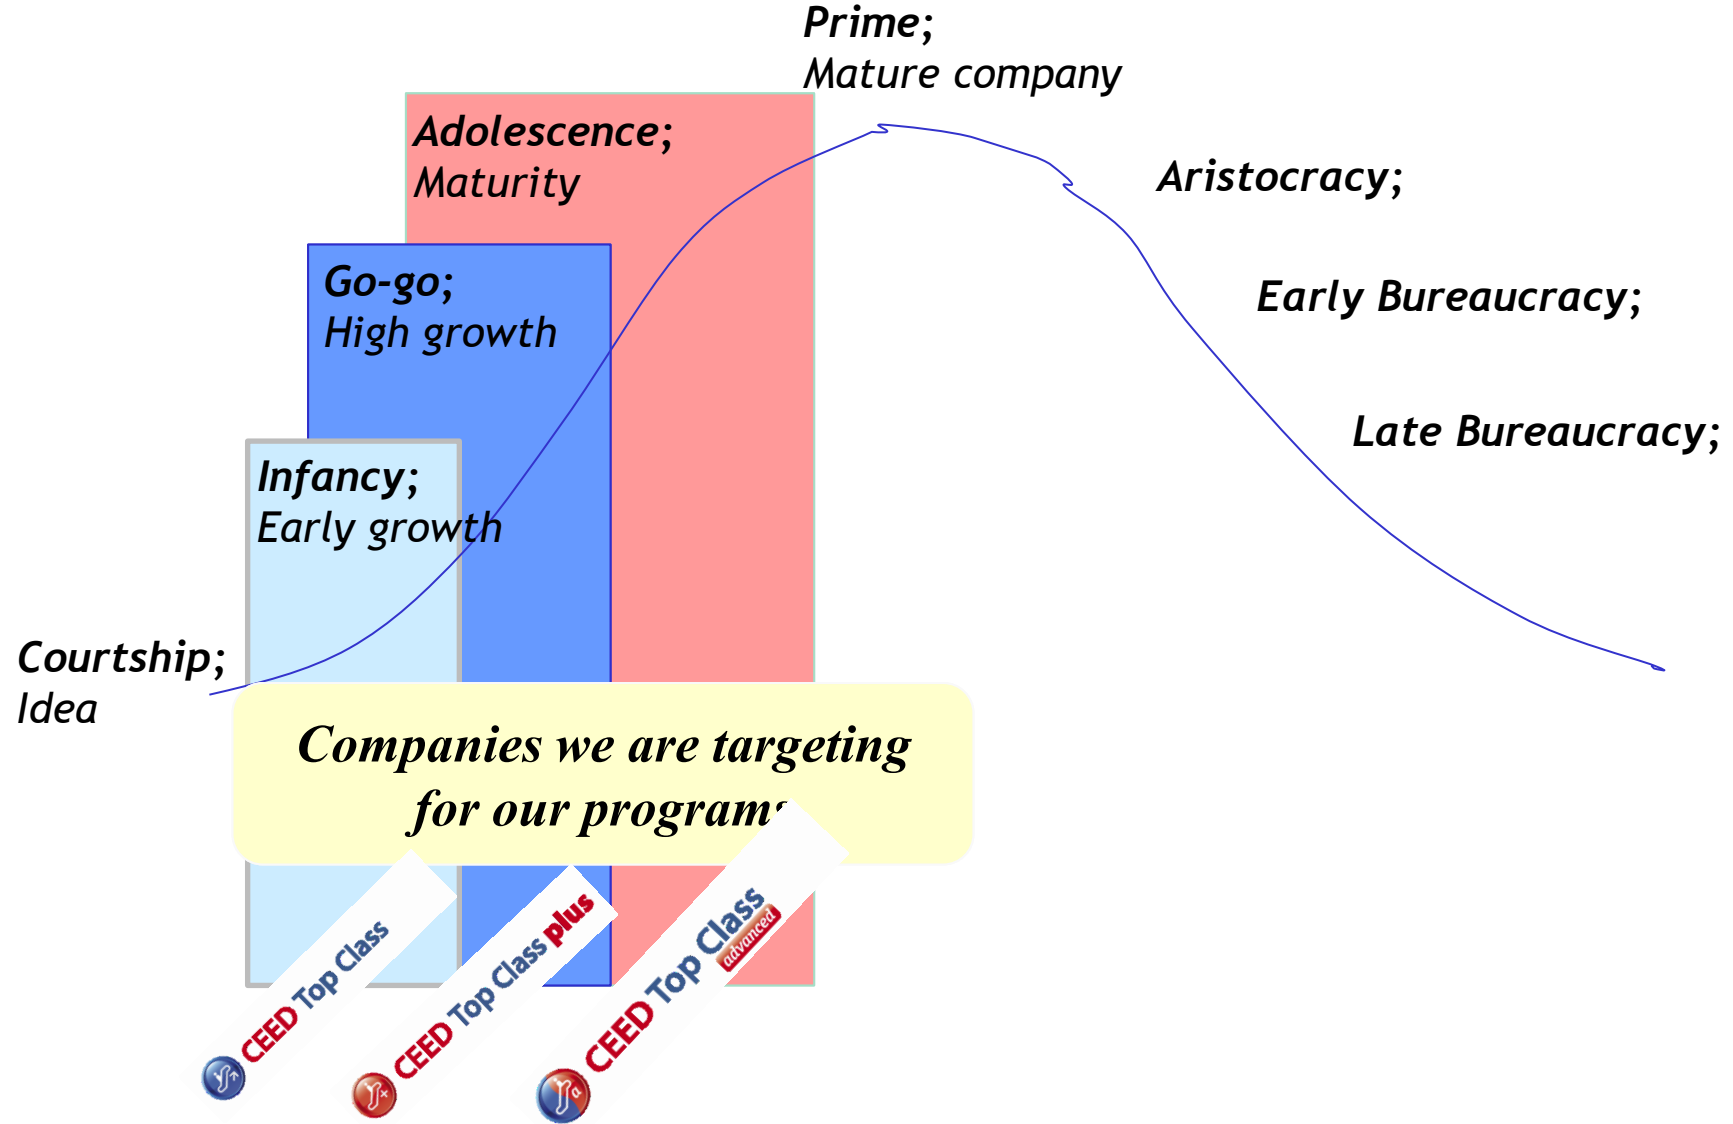 Prime;
Mature company
Adolescence;
Maturity
Aristocracy;
Go-go;
High growth
Early Bureaucracy;
Infancy;
Early growth
Late Bureaucracy;
Courtship;
Idea
Companies we are targeting
for our programs
CEED Top Class
CEED Top Class plus
CEED Top Class
advanced